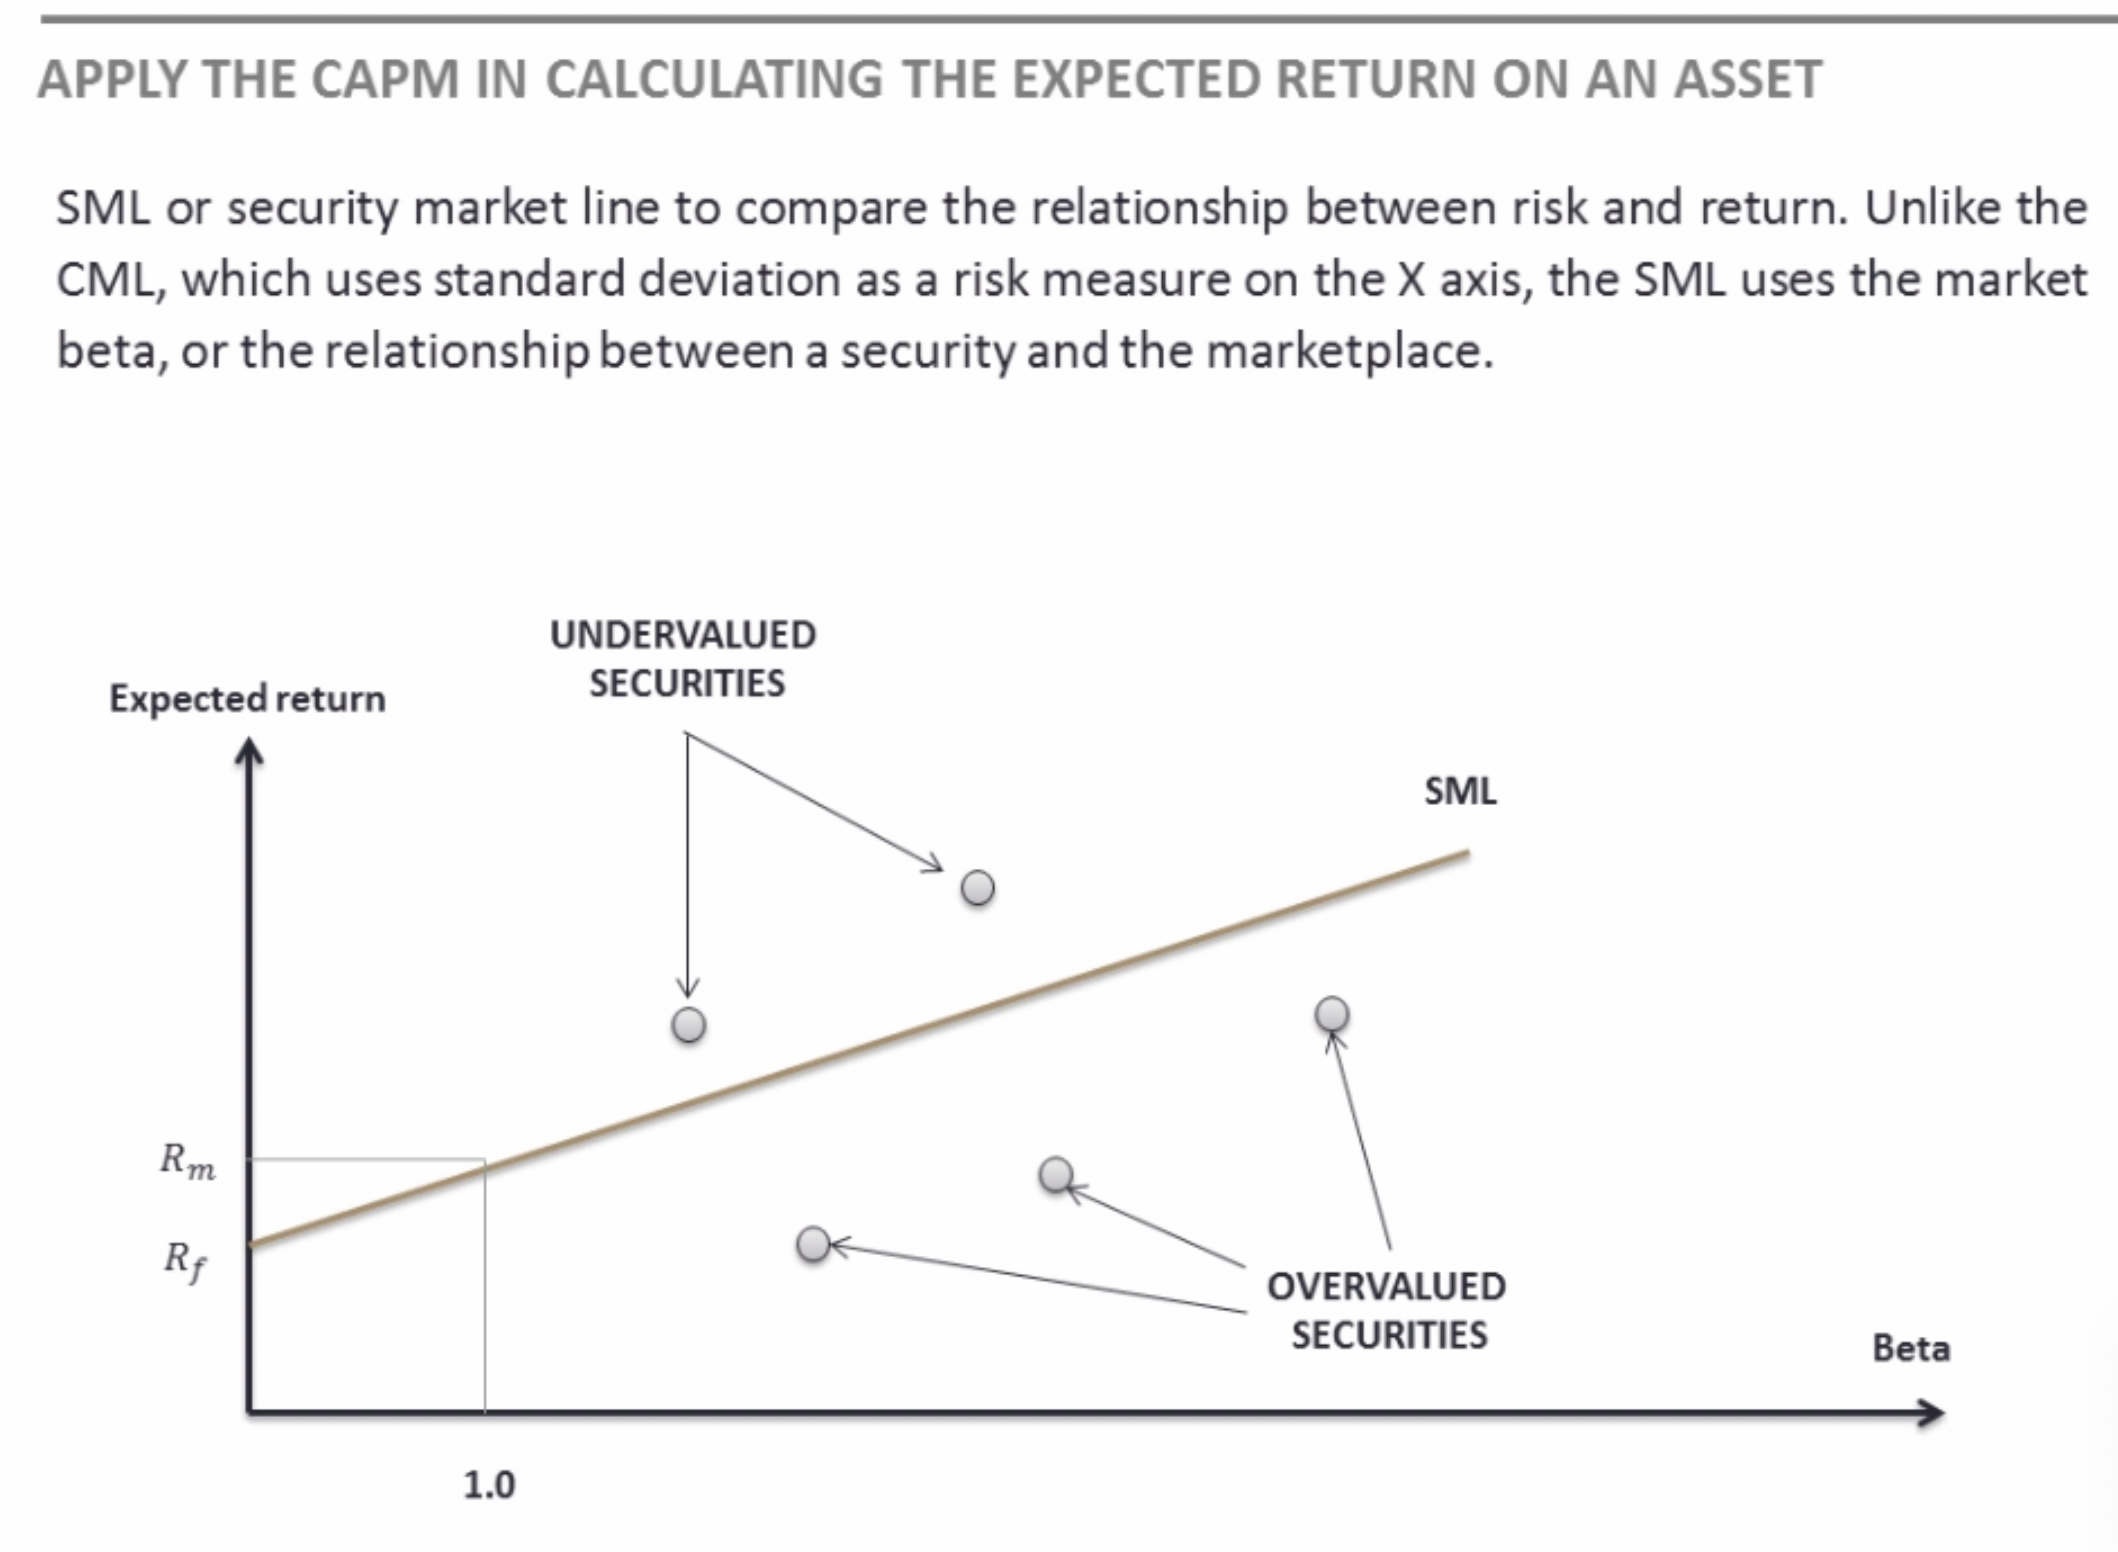 APPLY THE CAPM IN CALCULATING THE EXPECTED RETURN ON AN ASSET
SML or security market line to compare the relationship between risk and return. Unlike the
CML, which uses standard deviation as a risk measure on the X axis, the SML uses the market
beta, or the relationship between a security and the marketplace.
UNDERVALUED
SECURITIES
Expected return
SML
R_m
R_f
OVERVALUED
SECURITIES
Beta
1.0